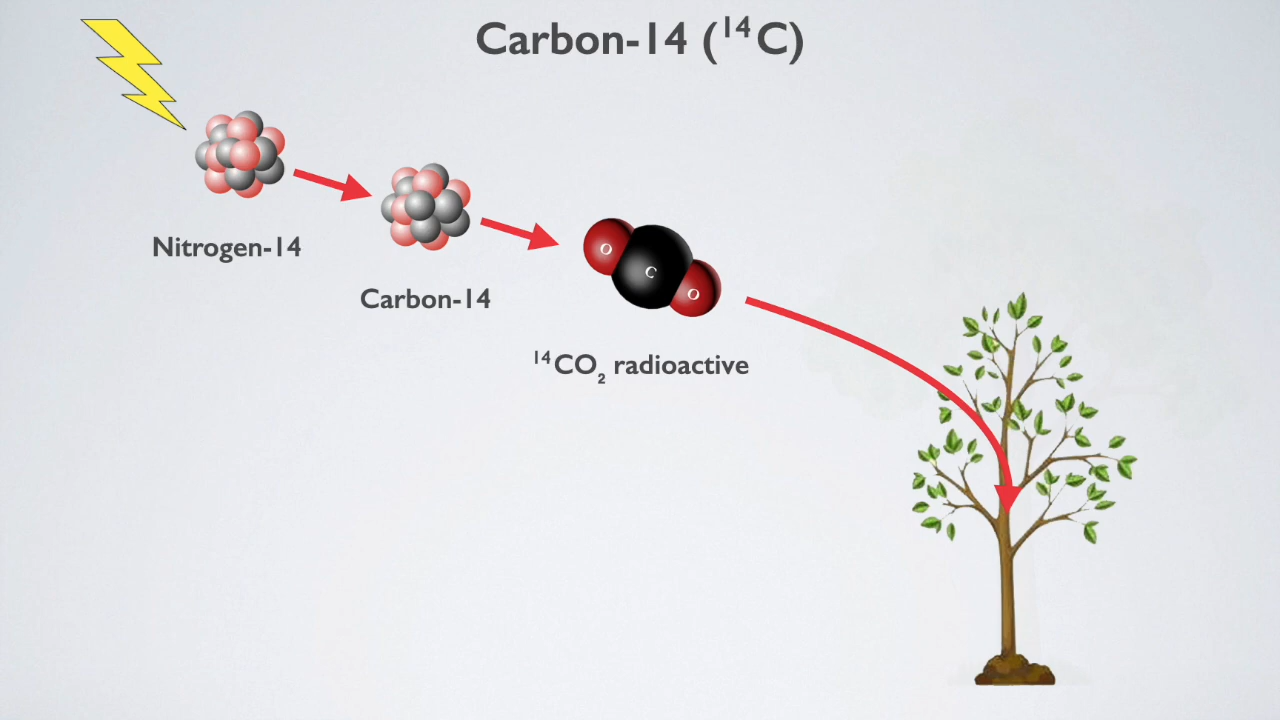 Carbon-14 (¹⁴C)
Nitrogen-14
Carbon-14
O
C
O
¹⁴CO₂ radioactive